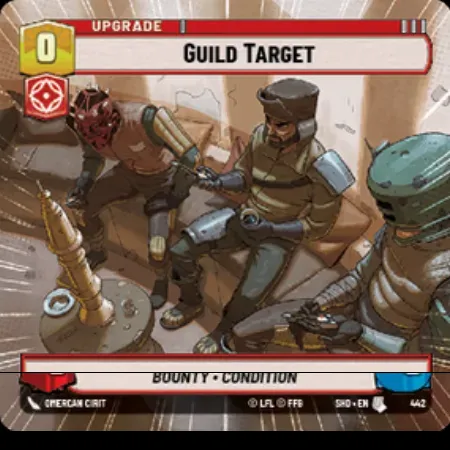 UPGRADE
0
GUILD TARGET
BOUNTY • CONDITION
OMERCAN CIRIT
© LFL © FFG
SHD • EN
442